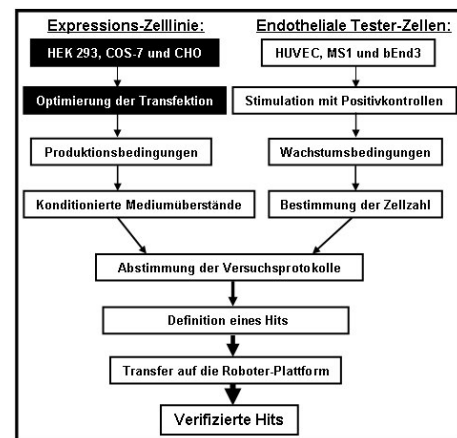 Expressions-Zelllinie:
Endotheliale Tester-Zellen:
HEK 293, COS-7 und CHO
HUVEC, MS1 und bEnd3
Optimierung der Transfektion
Stimulation mit Positivkontrollen
Produktionsbedingungen
Wachstumsbedingungen
Konditionierte Mediumüberstände
Bestimmung der Zellzahl
Abstimmung der Versuchsprotokolle
Definition eines Hits
Transfer auf die Roboter-Plattform
Verifizierte Hits